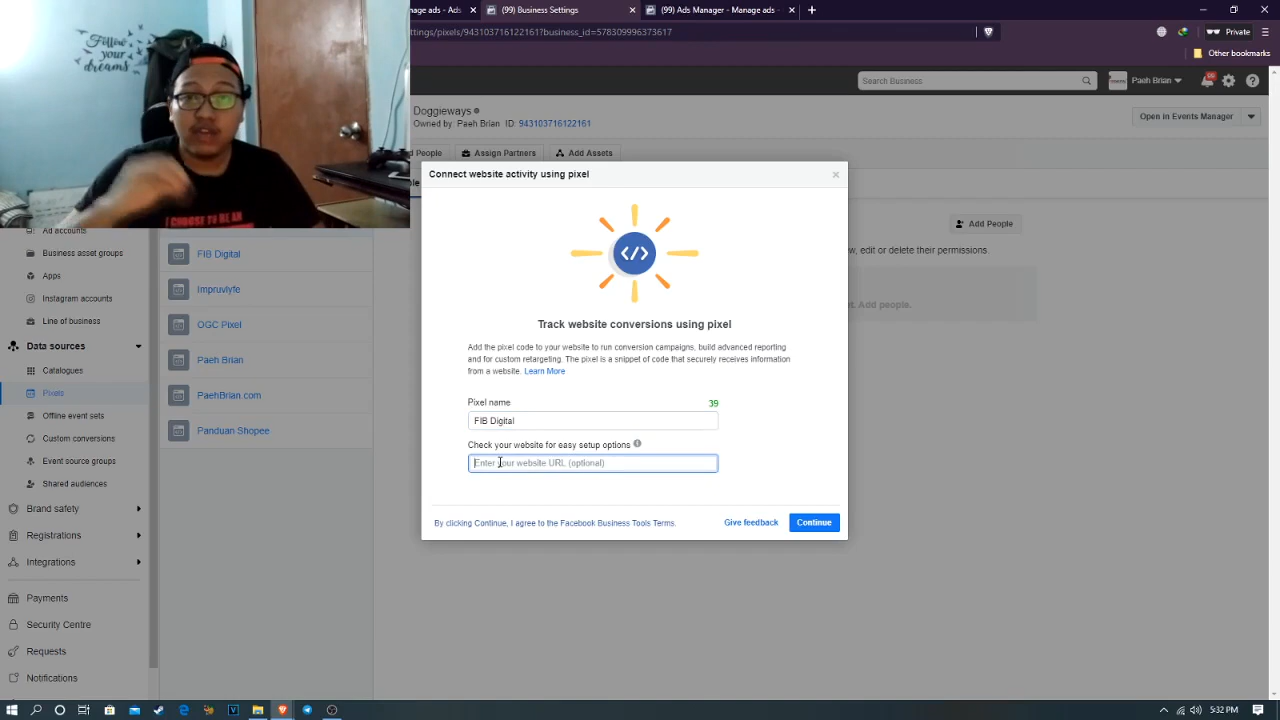 nage ads -
(99) Ads Manager - Manage ads -
ttings/pixels/943103716122161?business_id=578309996373617
Private
Other bookmarks
Follow
your
dreams
I CHOOSE TO BE AN
Search Business
Paeh Brian
Doggieways
Owned by Paeh Brian ID: 943103716122161
Open in Events Manager
d People
Assign Partners
Add Assets
Connect website activity using pixel
Add People
w, edit or delete their permissions.
et. Add people.
Ad accounts
Business asset groups
Apps
Instagram accounts
Line of business
Data sources
Catalogues
Pixels
Offline event sets
Custom conversions
Event source groups
Shared audiences
Brand safety
Registrations
Integrations
Payments
Security Centre
Requests
Notifications
FIB Digital
Impruvlyfe
OGC Pixel
Paeh Brian
PaehBrian.com
Panduan Shopee
Track website conversions using pixel
Add the pixel code to your website to run conversion campaigns, build advanced reporting
and for custom retargeting. The pixel is a snippet of code that securely receives information
from a website. Learn More
Pixel name
39
FIB Digital
Check your website for easy setup options
Enter your website URL (optional)
By clicking Continue, I agree to the Facebook Business Tools Terms.
Give feedback
Continue
5:32 PM